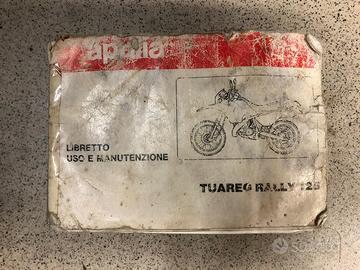 aprilia
LIBRETTO
USO E MANUTENZIONE
TUAREG RALLY 125